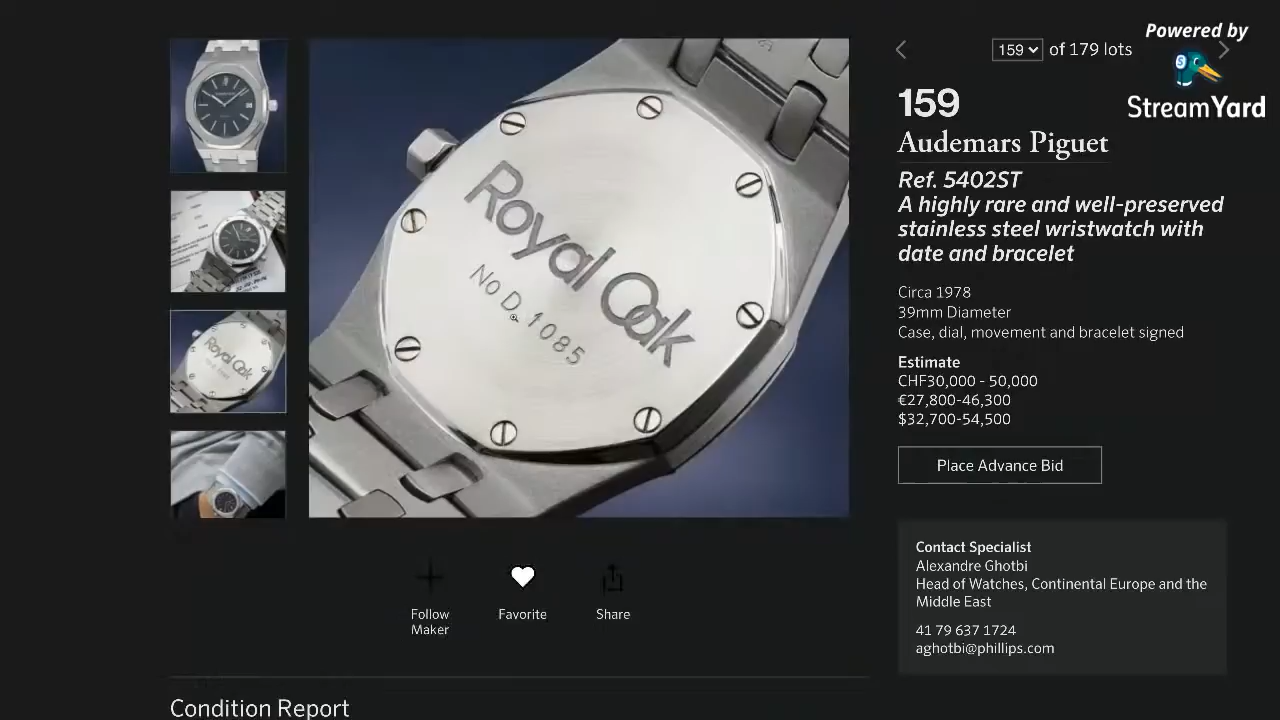 Powered by
StreamYard
159 of 179 lots
159
Audemars Piguet
Ref. 5402ST
A highly rare and well-preserved
stainless steel wristwatch with
date and bracelet
Circa 1978
39mm Diameter
Case, dial, movement and bracelet signed
Estimate
CHF30,000 - 50,000
€27,800-46,300
$32,700-54,500
Place Advance Bid
Contact Specialist
Alexandre Ghotbi
Head of Watches, Continental Europe and the
Middle East
41 79 637 1724
aghotbi@phillips.com
Royal Oak
No D. 1085
Royal Oak
Follow
Maker
Favorite
Share
Condition Report